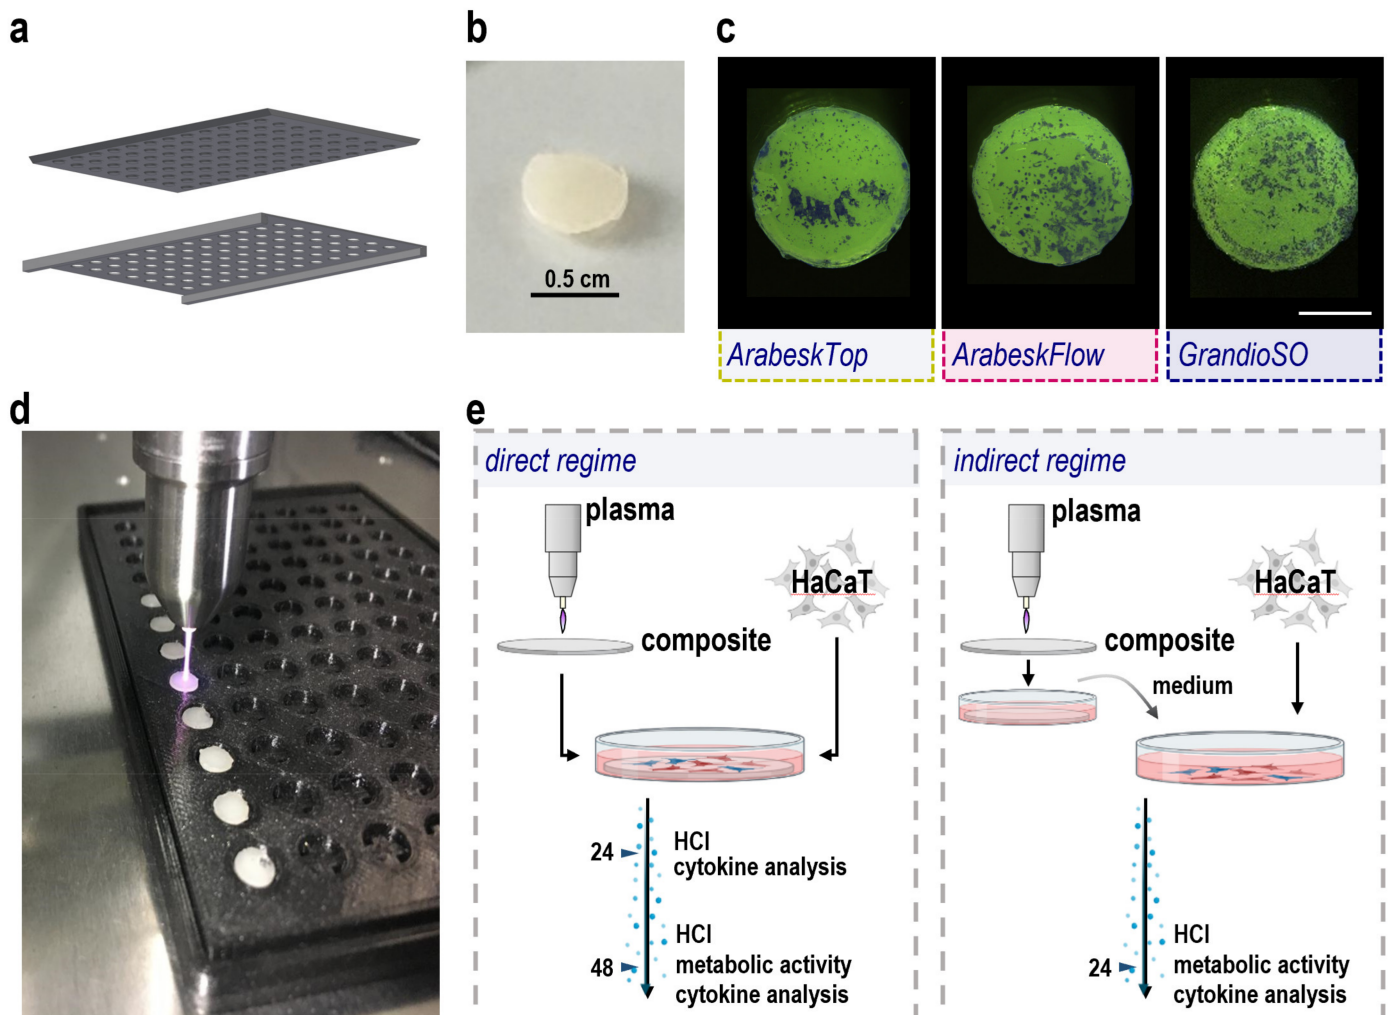 a
b
c
0.5 cm
ArabeskTop
ArabeskFlow
GrandioSO
d
e
direct regime
plasma
HaCaT
composite
24
HCI
cytokine analysis
48
HCI
metabolic activity
cytokine analysis
indirect regime
plasma
HaCaT
composite
medium
24
HCI
metabolic activity
cytokine analysis